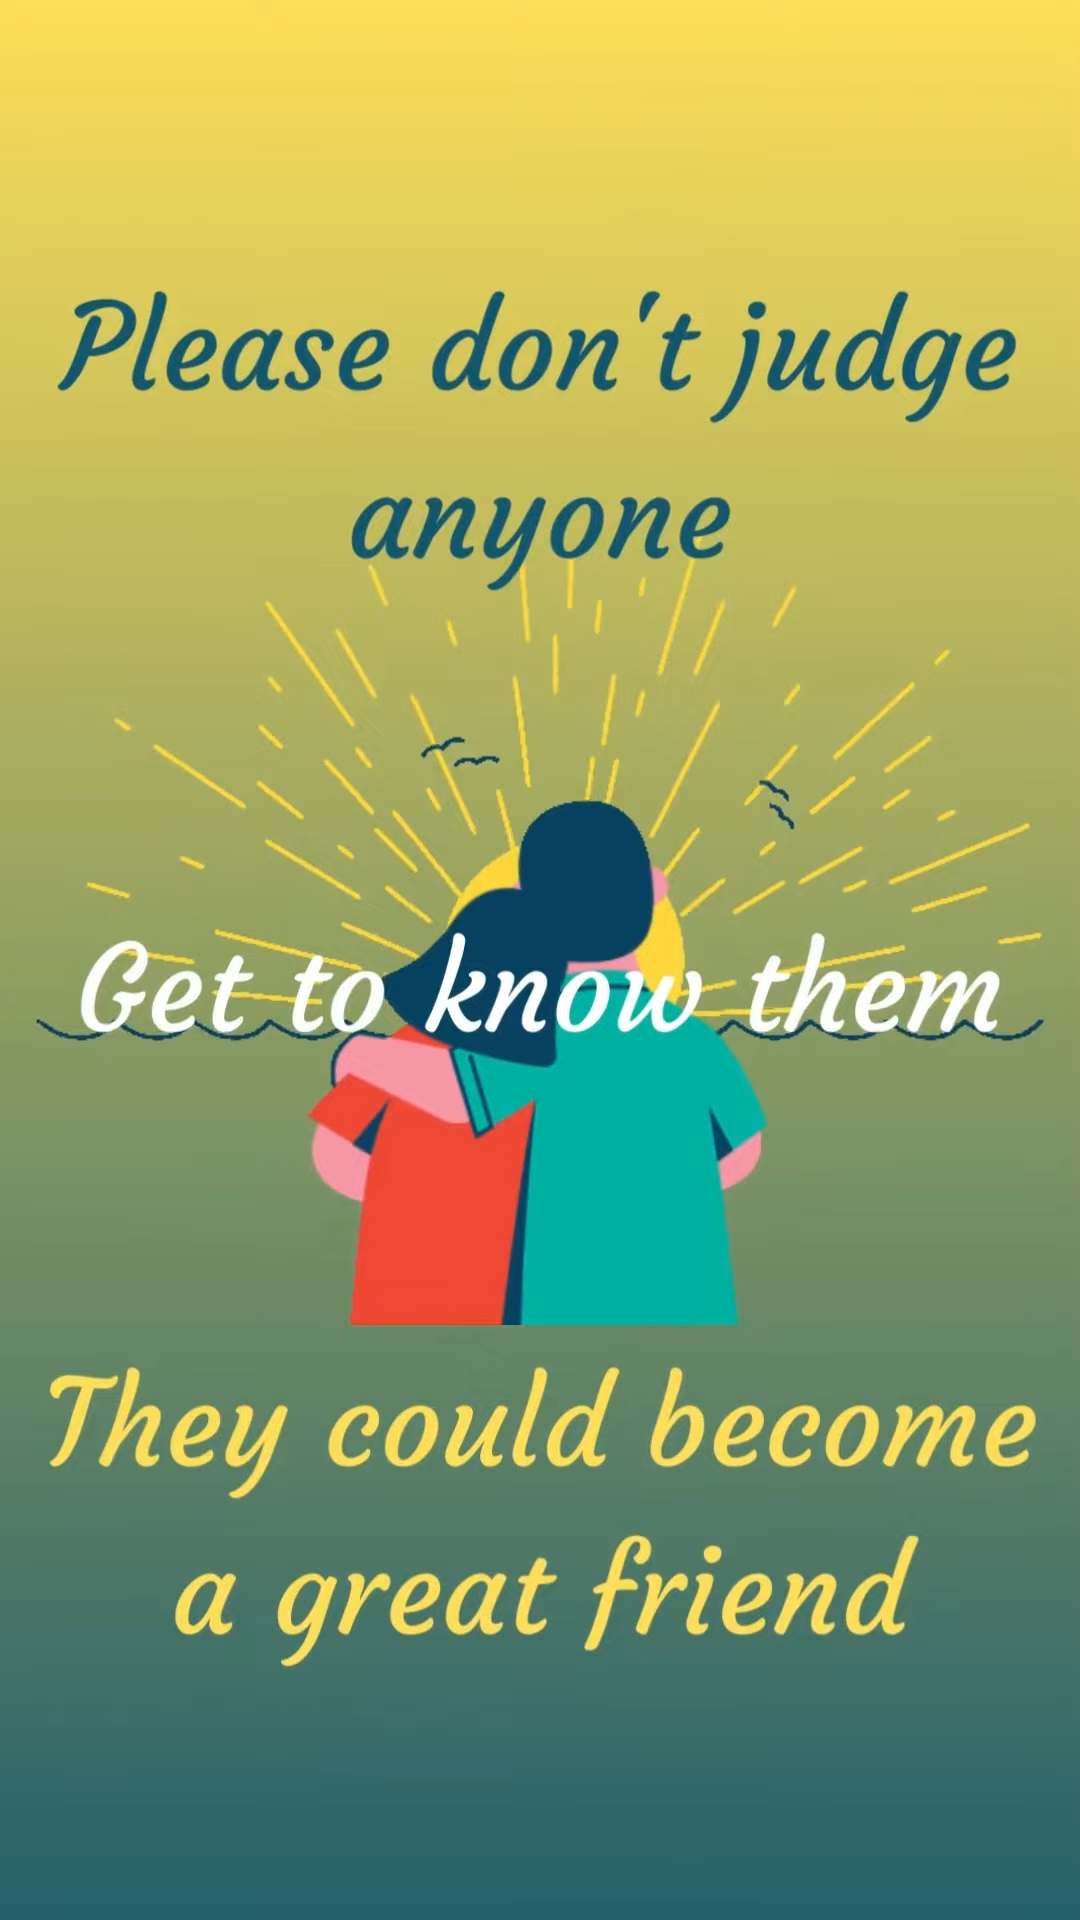 Please don't judge
anyone
Get to know them
They could become
a great friend